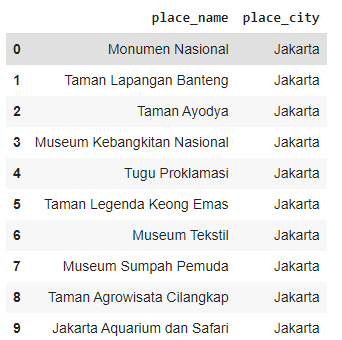 place_name place_city
0 Monumen Nasional Jakarta
1 Taman Lapangan Banteng Jakarta
2 Taman Ayodya Jakarta
3 Museum Kebangkitan Nasional Jakarta
4 Tugu Proklamasi Jakarta
5 Taman Legenda Keong Emas Jakarta
6 Museum Tekstil Jakarta
7 Museum Sumpah Pemuda Jakarta
8 Taman Agrowisata Cilangkap Jakarta
9 Jakarta Aquarium dan Safari Jakarta